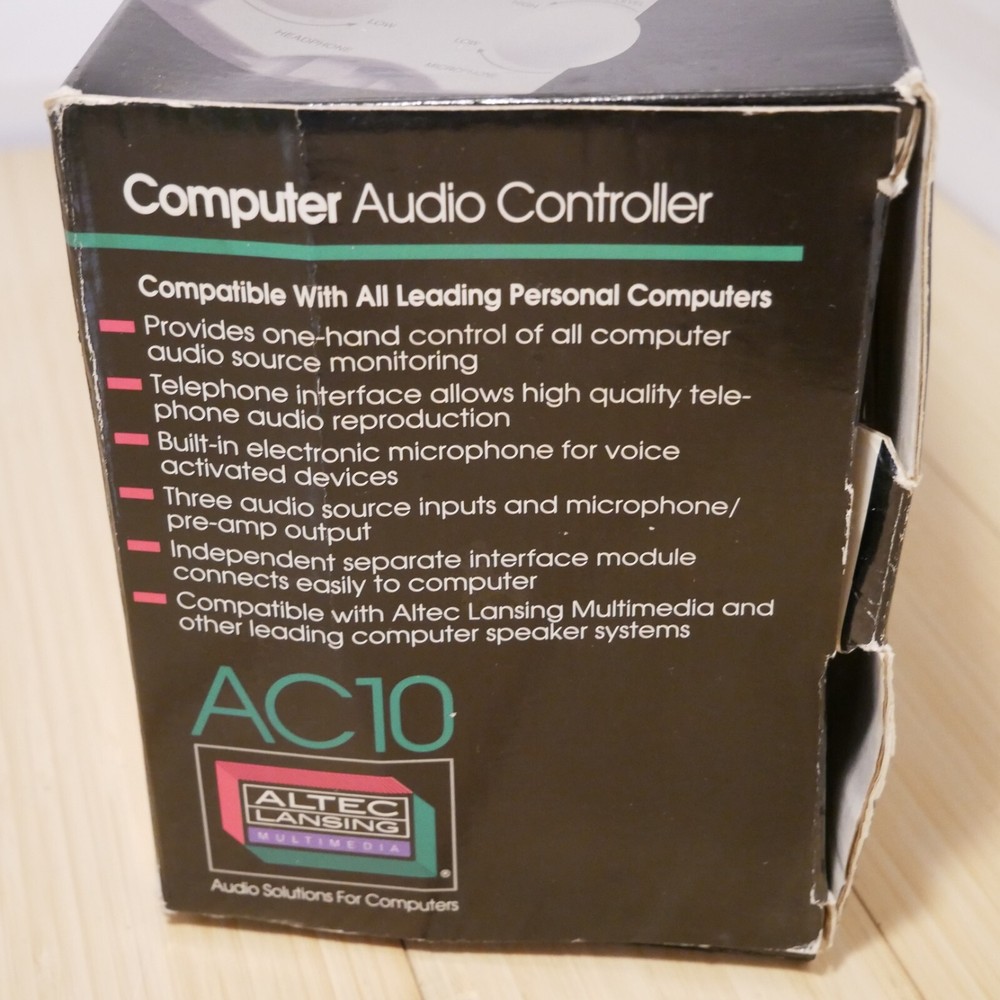 LOW
HEADPHONE
LOW
Computer Audio Controller
Compatible With All Leading Personal Computers
Provides one-hand control of all computer
audio source monitoring
Telephone interface allows high quality tele-
phone audio reproduction
Built-in electronic microphone for voice
activated devices
Three audio source inputs and microphone/
pre-amp output
Independent separate interface module
connects easily to computer
Compatible with Altec Lansing Multimedia and
other leading computer speaker systems
AC10
ALTEC
LANSING
MULTIMEDIA
®
Audio Solutions For Computers